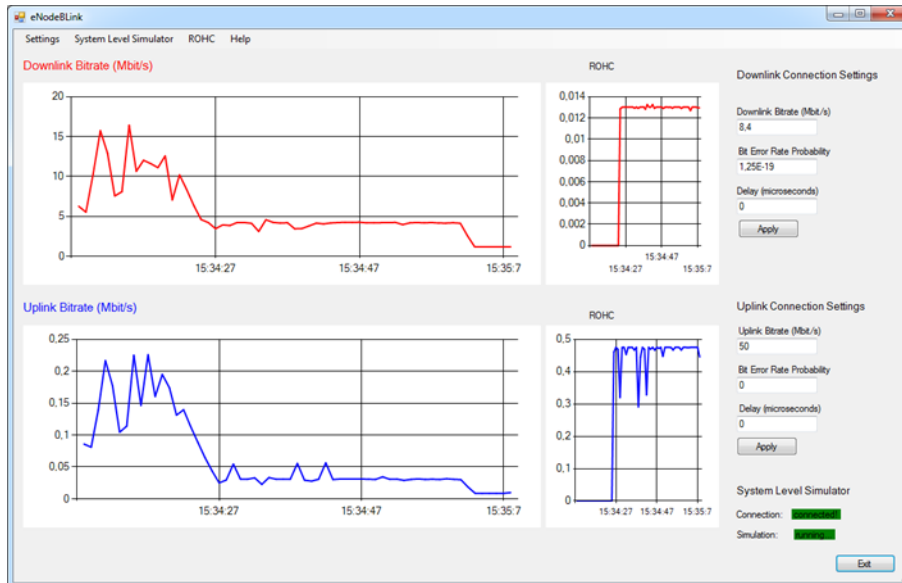 eNodeBLink
Settings System Level Simulator ROHC Help
Downlink Bitrate (Mbit/s)
20
15
10
5
0
15:34:27 15:34:47 15:35:7
ROHC
0,014
0,012
0,01
0,008
0,006
0,004
0,002
0
15:34:47
15:34:27 15:35:7
Downlink Connection Settings
Downlink Bitrate (Mbit/s)
8,4
Bit Error Rate Probability
1,25E-19
Delay (microseconds)
0
Apply
Uplink Bitrate (Mbit/s)
0,25
0,2
0,15
0,1
0,05
0
15:34:27 15:34:47 15:35:7
ROHC
0,5
0,4
0,3
0,2
0,1
0
15:34:27 15:34:47 15:35:7
Uplink Connection Settings
Uplink Bitrate (Mbit/s)
50
Bit Error Rate Probability
0
Delay (microseconds)
0
Apply
System Level Simulator
Connection: connected!
Simulation: running...
Exit